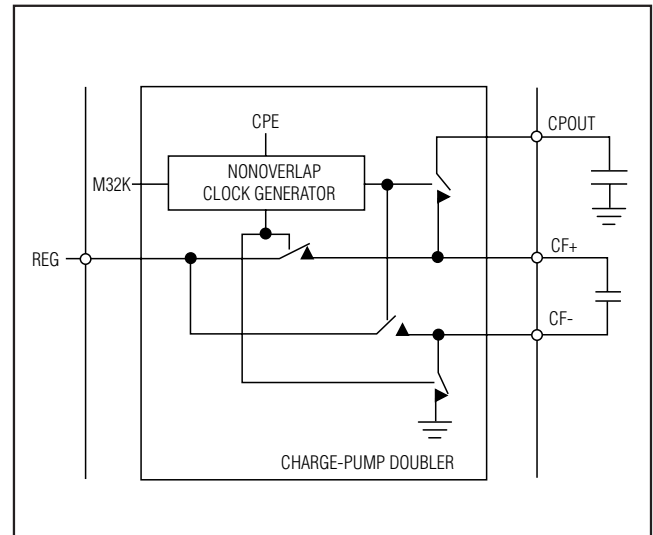 CPE
CPOUT
NONOVERLAP
CLOCK GENERATOR
M32K
REG
CF+
CF-
CHARGE-PUMP DOUBLER